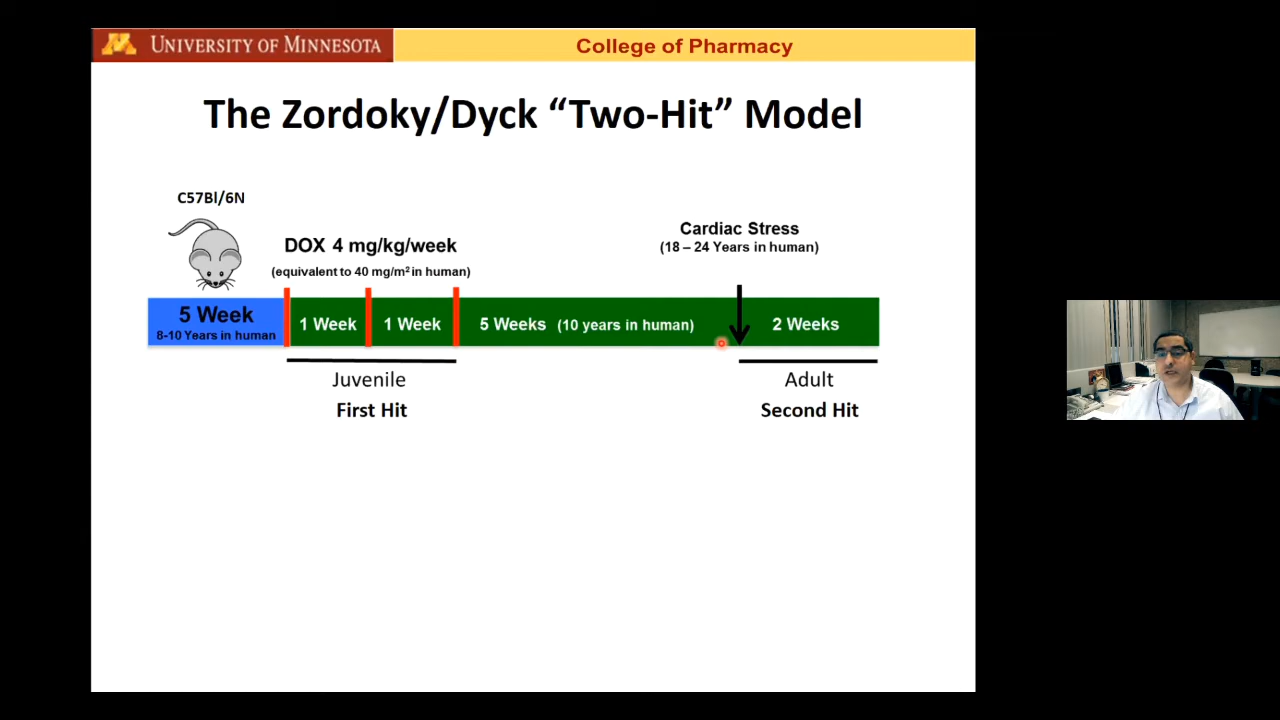 UNIVERSITY OF MINNESOTA
College of Pharmacy
The Zordoky/Dyck “Two-Hit” Model
C57Bl/6N
DOX 4 mg/kg/week
(equivalent to 40 mg/m² in human)
Cardiac Stress
(18 – 24 Years in human)
5 Week
8-10 Years in human
1 Week
1 Week
5 Weeks (10 years in human)
2 Weeks
Juvenile
First Hit
Adult
Second Hit